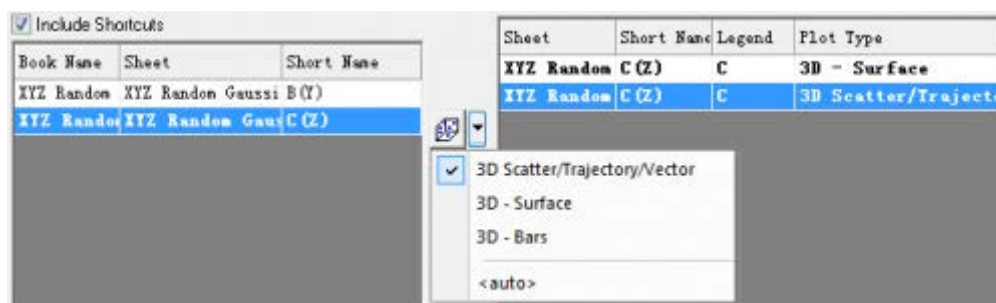 Include Shortcuts
Book Name Sheet Short Name
XYZ Random XYZ Random Gaussi B(Y)
XYZ Rando XYZ Random Gaus C(Z)
Sheet Short Name Legend Plot Type
XYZ Random C(Z) C 3D - Surface
XYZ Random C(Z) C 3D Scatter/Traject
3D Scatter/Trajectory/Vector
3D - Surface
3D - Bars
<auto>